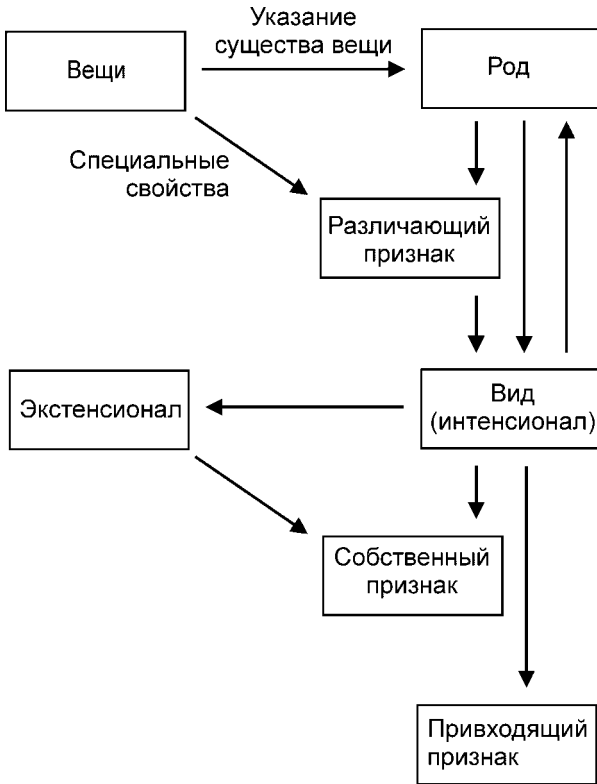 Указание
существа вещи
Вещи
Род
Специальные
свойства
Различающий
признак
Экстенсионал
Вид
(интенсионал)
Собственный
признак
Привходящий
признак